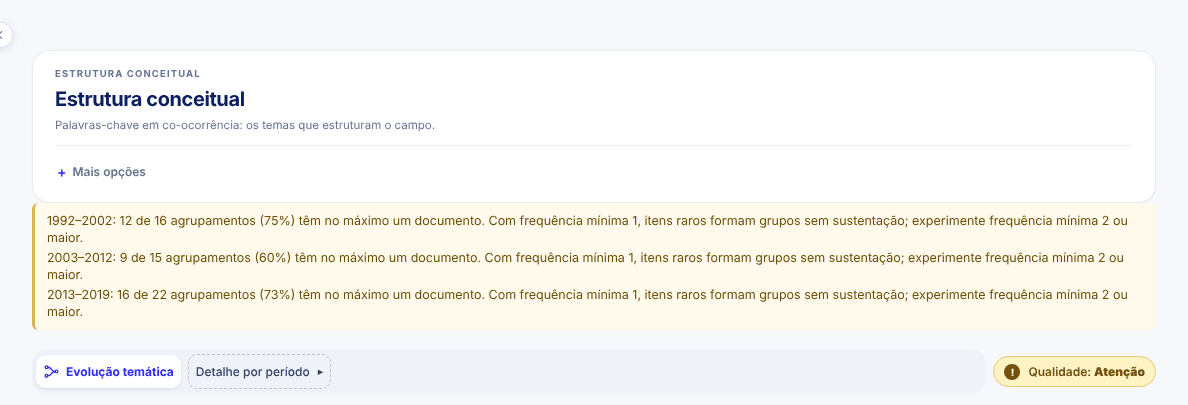 ESTRUTURA CONCEITUAL
Estrutura conceitual
Palavras-chave em co-ocorrência: os temas que estruturam o campo.
+ Mais opções
1992–2002: 12 de 16 agrupamentos (75%) têm no máximo um documento. Com frequência mínima 1, itens raros formam grupos sem sustentação; experimente frequência mínima 2 ou
maior.
2003–2012: 9 de 15 agrupamentos (60%) têm no máximo um documento. Com frequência mínima 1, itens raros formam grupos sem sustentação; experimente frequência mínima 2 ou
maior.
2013–2019: 16 de 22 agrupamentos (73%) têm no máximo um documento. Com frequência mínima 1, itens raros formam grupos sem sustentação; experimente frequência mínima 2 ou
maior.
Evolução temática Detalhe por período ▸ ! Qualidade: Atenção